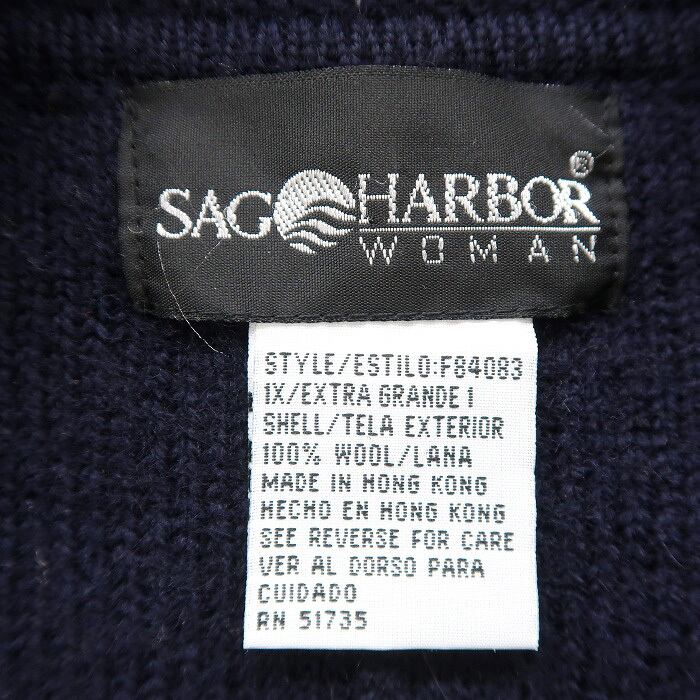 SAG HARBOR®
WOMAN
STYLE/ESTILO:F84083
1X/EXTRA GRANDE 1
SHELL/TELA EXTERIOR
100% WOOL/LANA
MADE IN HONG KONG
HECHO EN HONG KONG
SEE REVERSE FOR CARE
VER AL DORSO PARA
CUIDADO
RN 51735